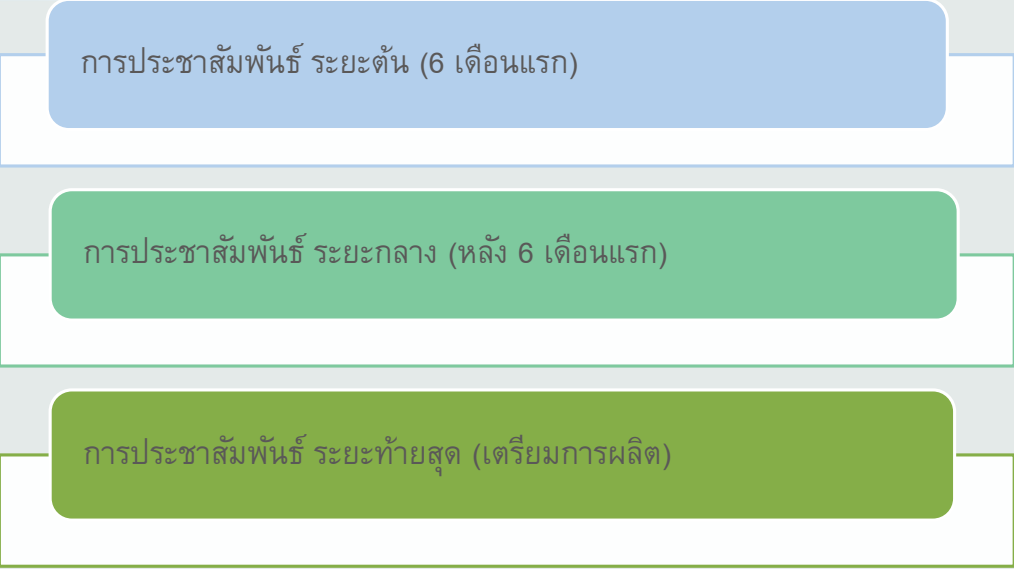 การประชาสัมพันธ์ ระยะต้น (6 เดือนแรก)
การประชาสัมพันธ์ ระยะกลาง (หลัง 6 เดือนแรก)
การประชาสัมพันธ์ ระยะท้ายสุด (เตรียมการผลิต)